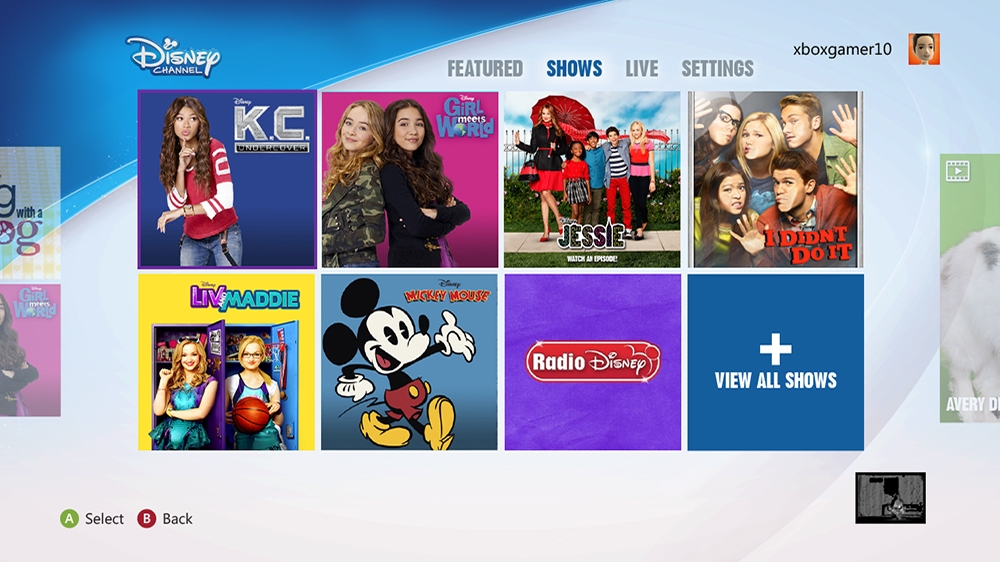 Disney
CHANNEL
xboxgamer10
FEATURED SHOWS LIVE SETTINGS
Disney
K.C.
UNDERCOVER
Disney
GIRL
meets
World
Disney
JESSIE
WATCH AN EPISODE!
I DIDN'T
DO IT
with a
GIRL
meets
World
Disney
LIV and MADDIE
Disney
MICKEY MOUSE
Radio Disney
+
VIEW ALL SHOWS
AVERY
A Select B Back